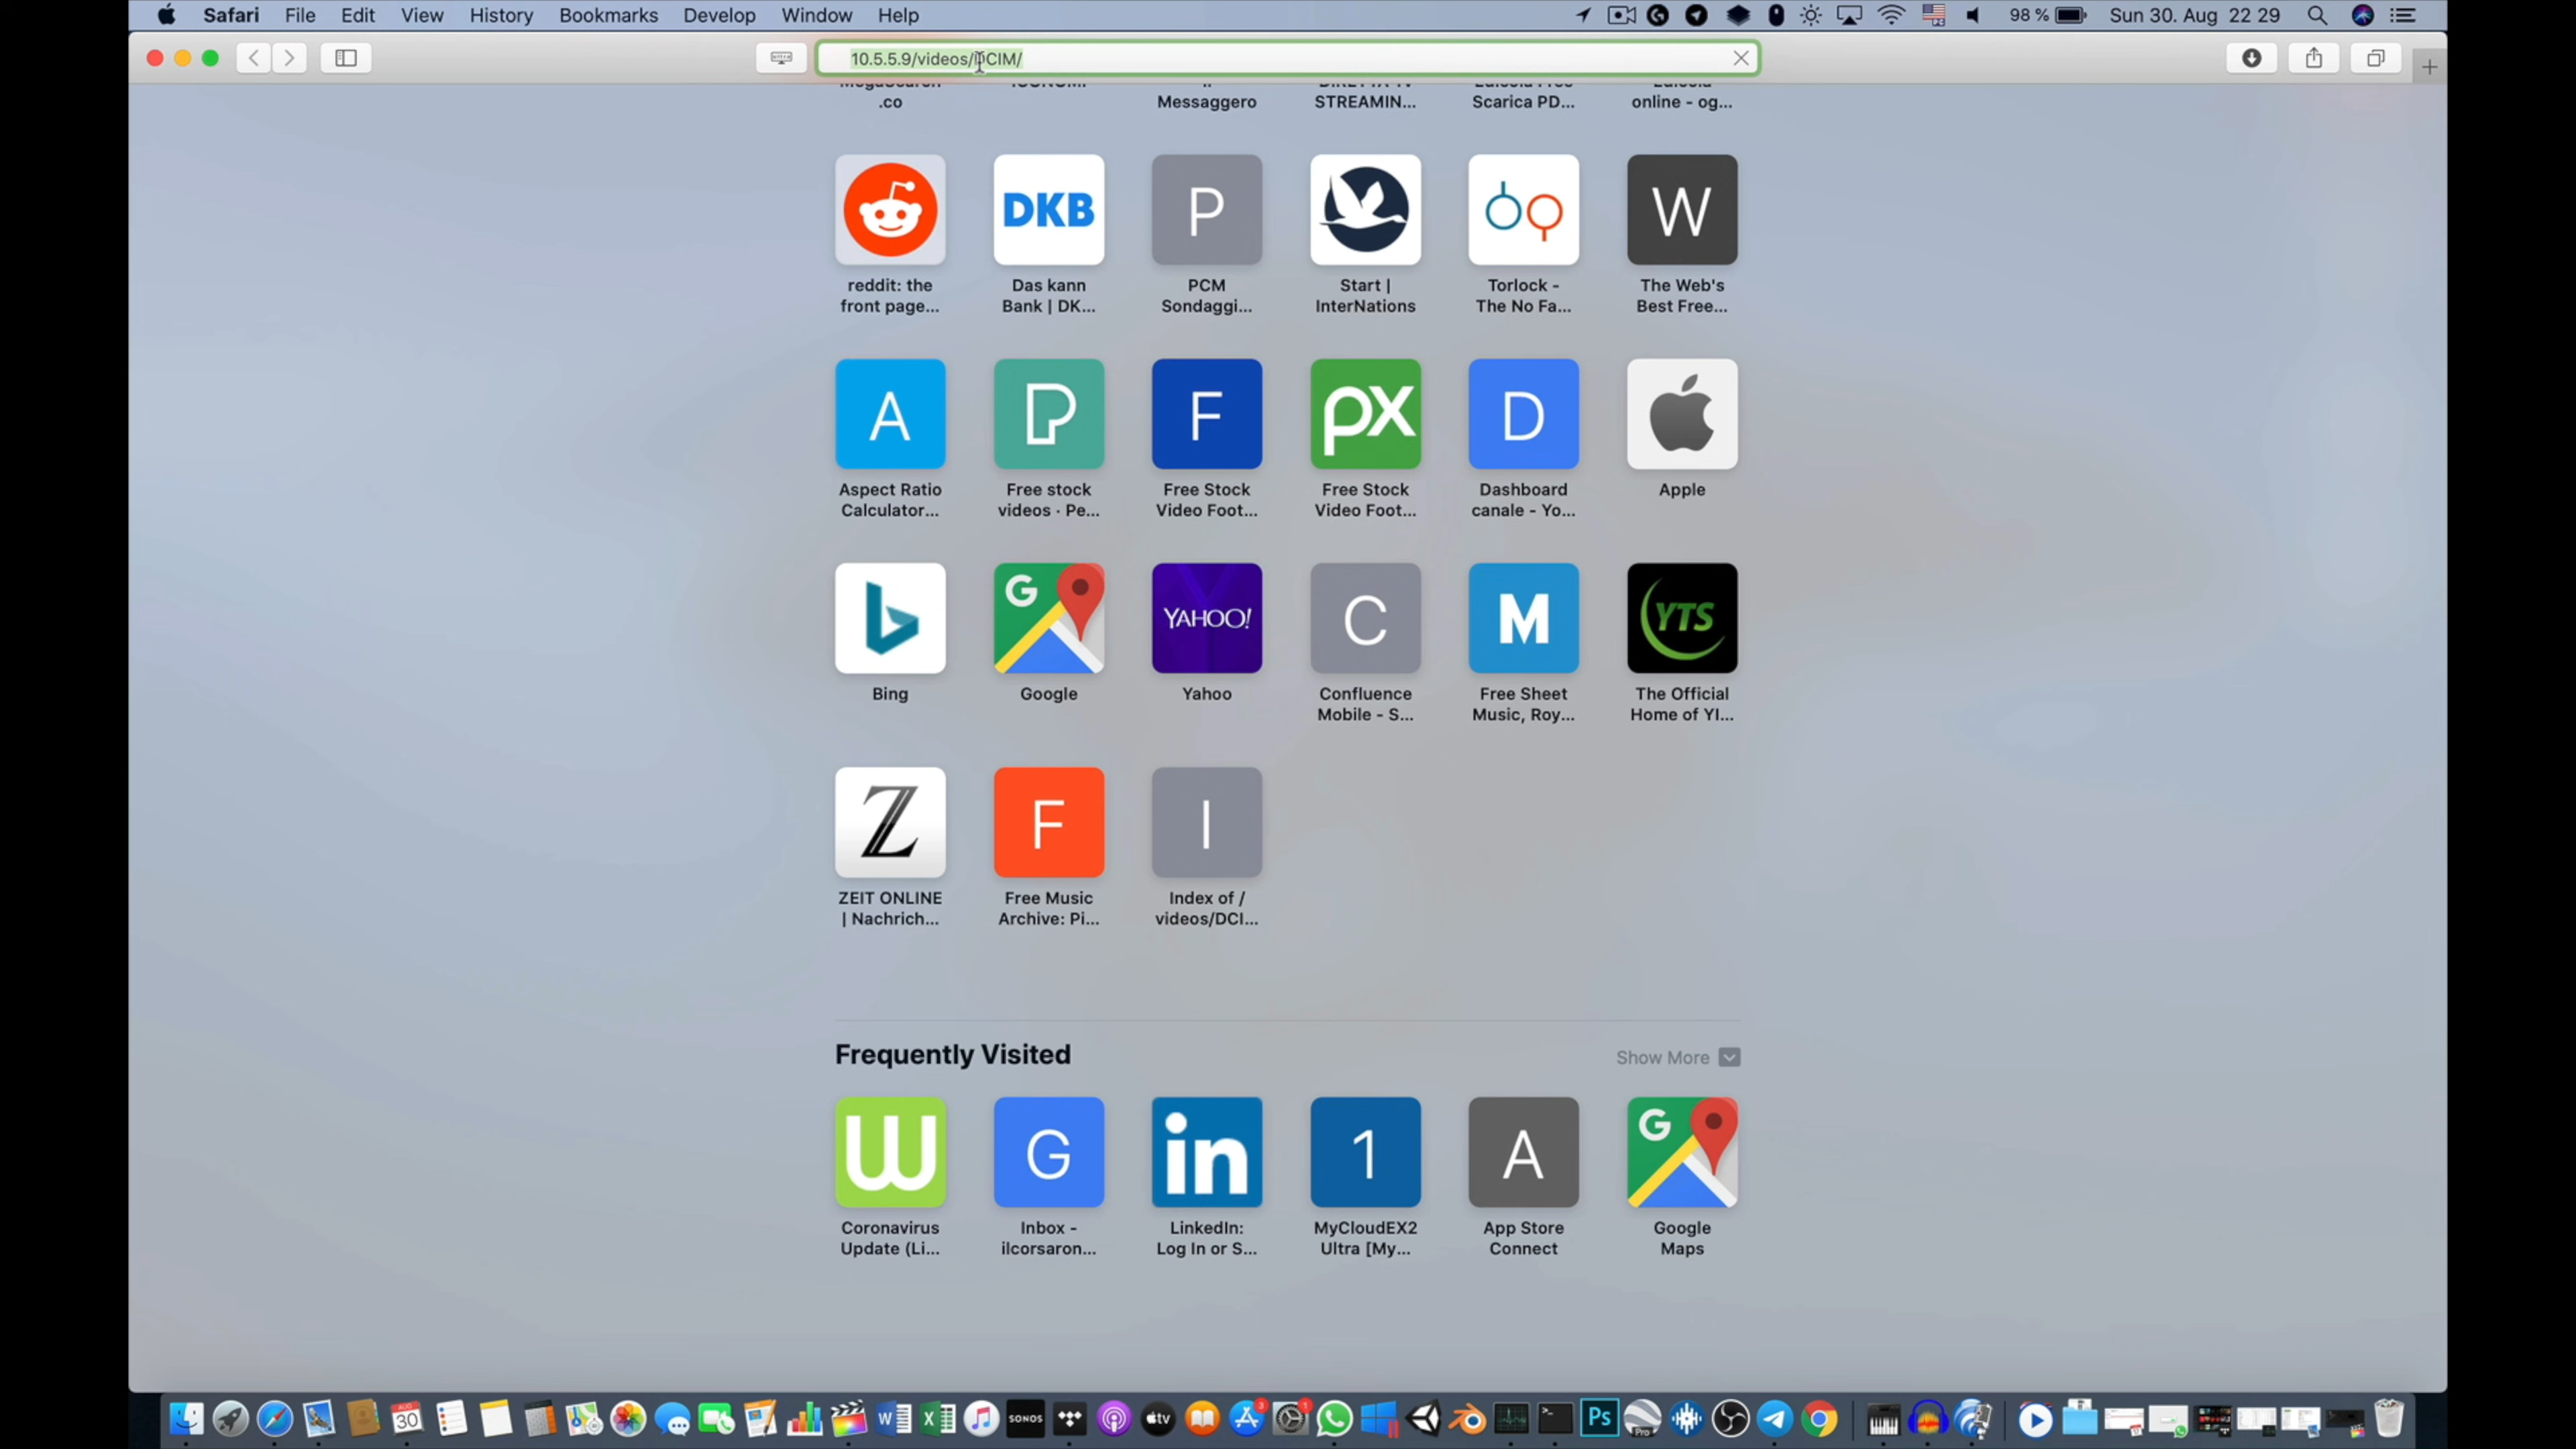 Safari File Edit View History Bookmarks Develop Window Help 98 % Sun 30. Aug 22 29
10.5.5.9/videos/DCIM/
.co Messaggero STREAMIN... Scarica PD... online - og...
DKB P W
reddit: the Das kann PCM Start | Torlock - The Web's
front page... Bank | DK... Sondaggi... InterNations The No Fa... Best Free...
A P F px D
Aspect Ratio Free stock Free Stock Free Stock Dashboard Apple
Calculator... videos · Pe... Video Foot... Video Foot... canale - Yo...
G YAHOO! C M YTS
Bing Google Yahoo Confluence Free Sheet The Official
Mobile - S... Music, Roy... Home of YI...
Z F I
ZEIT ONLINE Free Music Index of /
| Nachrich... Archive: Pi... videos/DCI...
Frequently Visited Show More
W G in 1 A G
Coronavirus Inbox - LinkedIn: MyCloudEX2 App Store Google
Update (Li... ilcorsaron... Log In or S... Ultra [My... Connect Maps
AUG 30 W X SONOS tv 3 1 Ps Pro